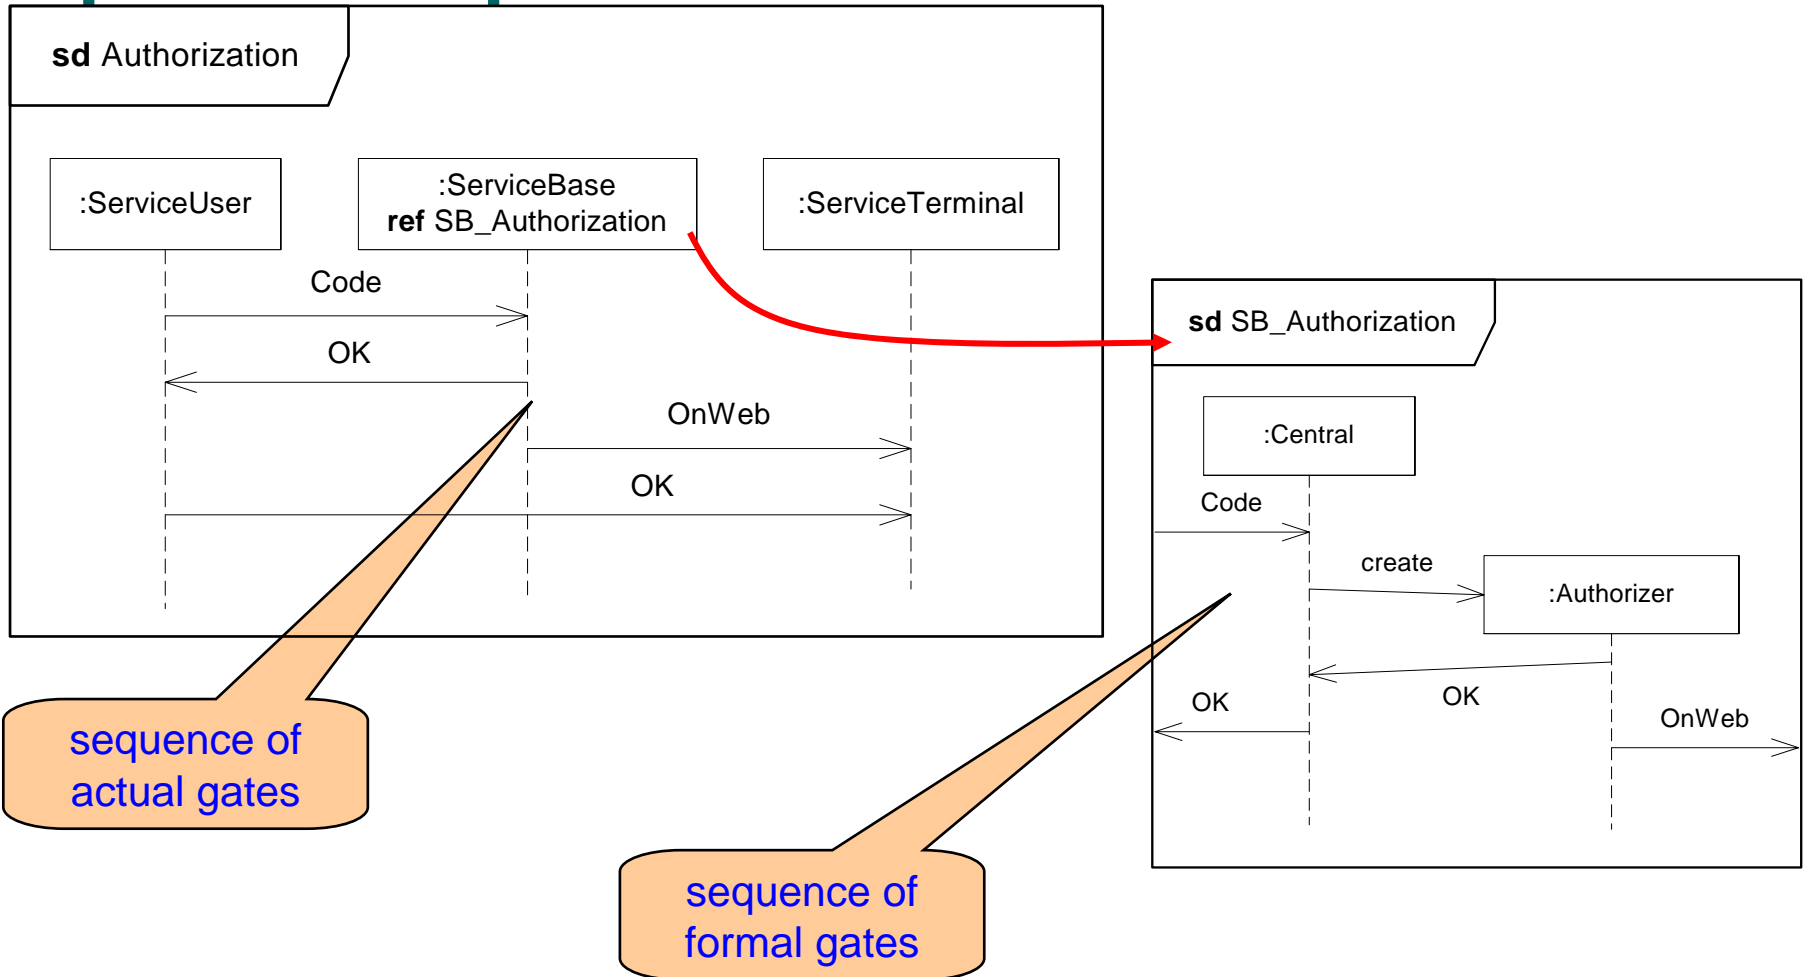 sd Authorization
:ServiceUser
:ServiceBase
ref SB_Authorization
:ServiceTerminal
Code
OK
OnWeb
OK
sequence of
actual gates
sd SB_Authorization
:Central
Code
create
:Authorizer
OK
OK
OnWeb
sequence of
formal gates